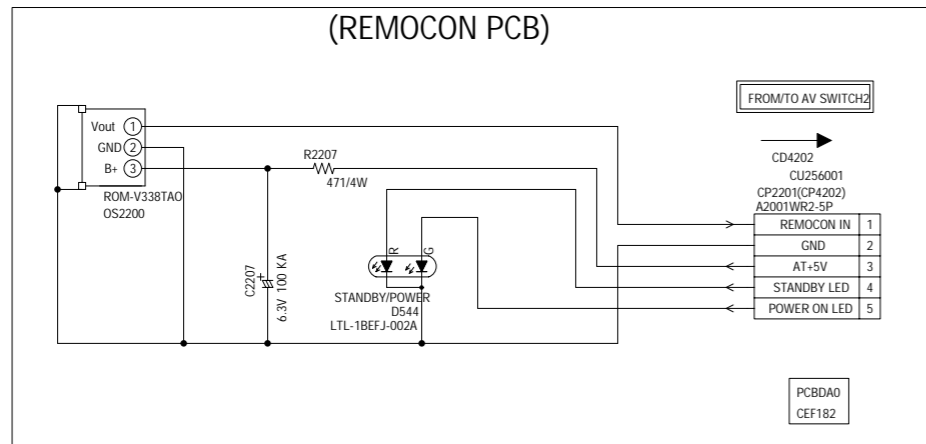 (REMOCON PCB)
FROM/TO AV SWITCH2
Vout 1
GND 2
B+ 3
ROM-V338TAO
OS2200
R2207
471/4W
C2207
+
6.3V 100 KA
R
G
STANDBY/POWER
D544
LTL-1BEFJ-002A
CD4202
CU256001
CP2201(CP4202)
A2001WR2-5P
REMOCON IN 1
GND 2
AT+5V 3
STANDBY LED 4
POWER ON LED 5
PCBDA0
CEF182